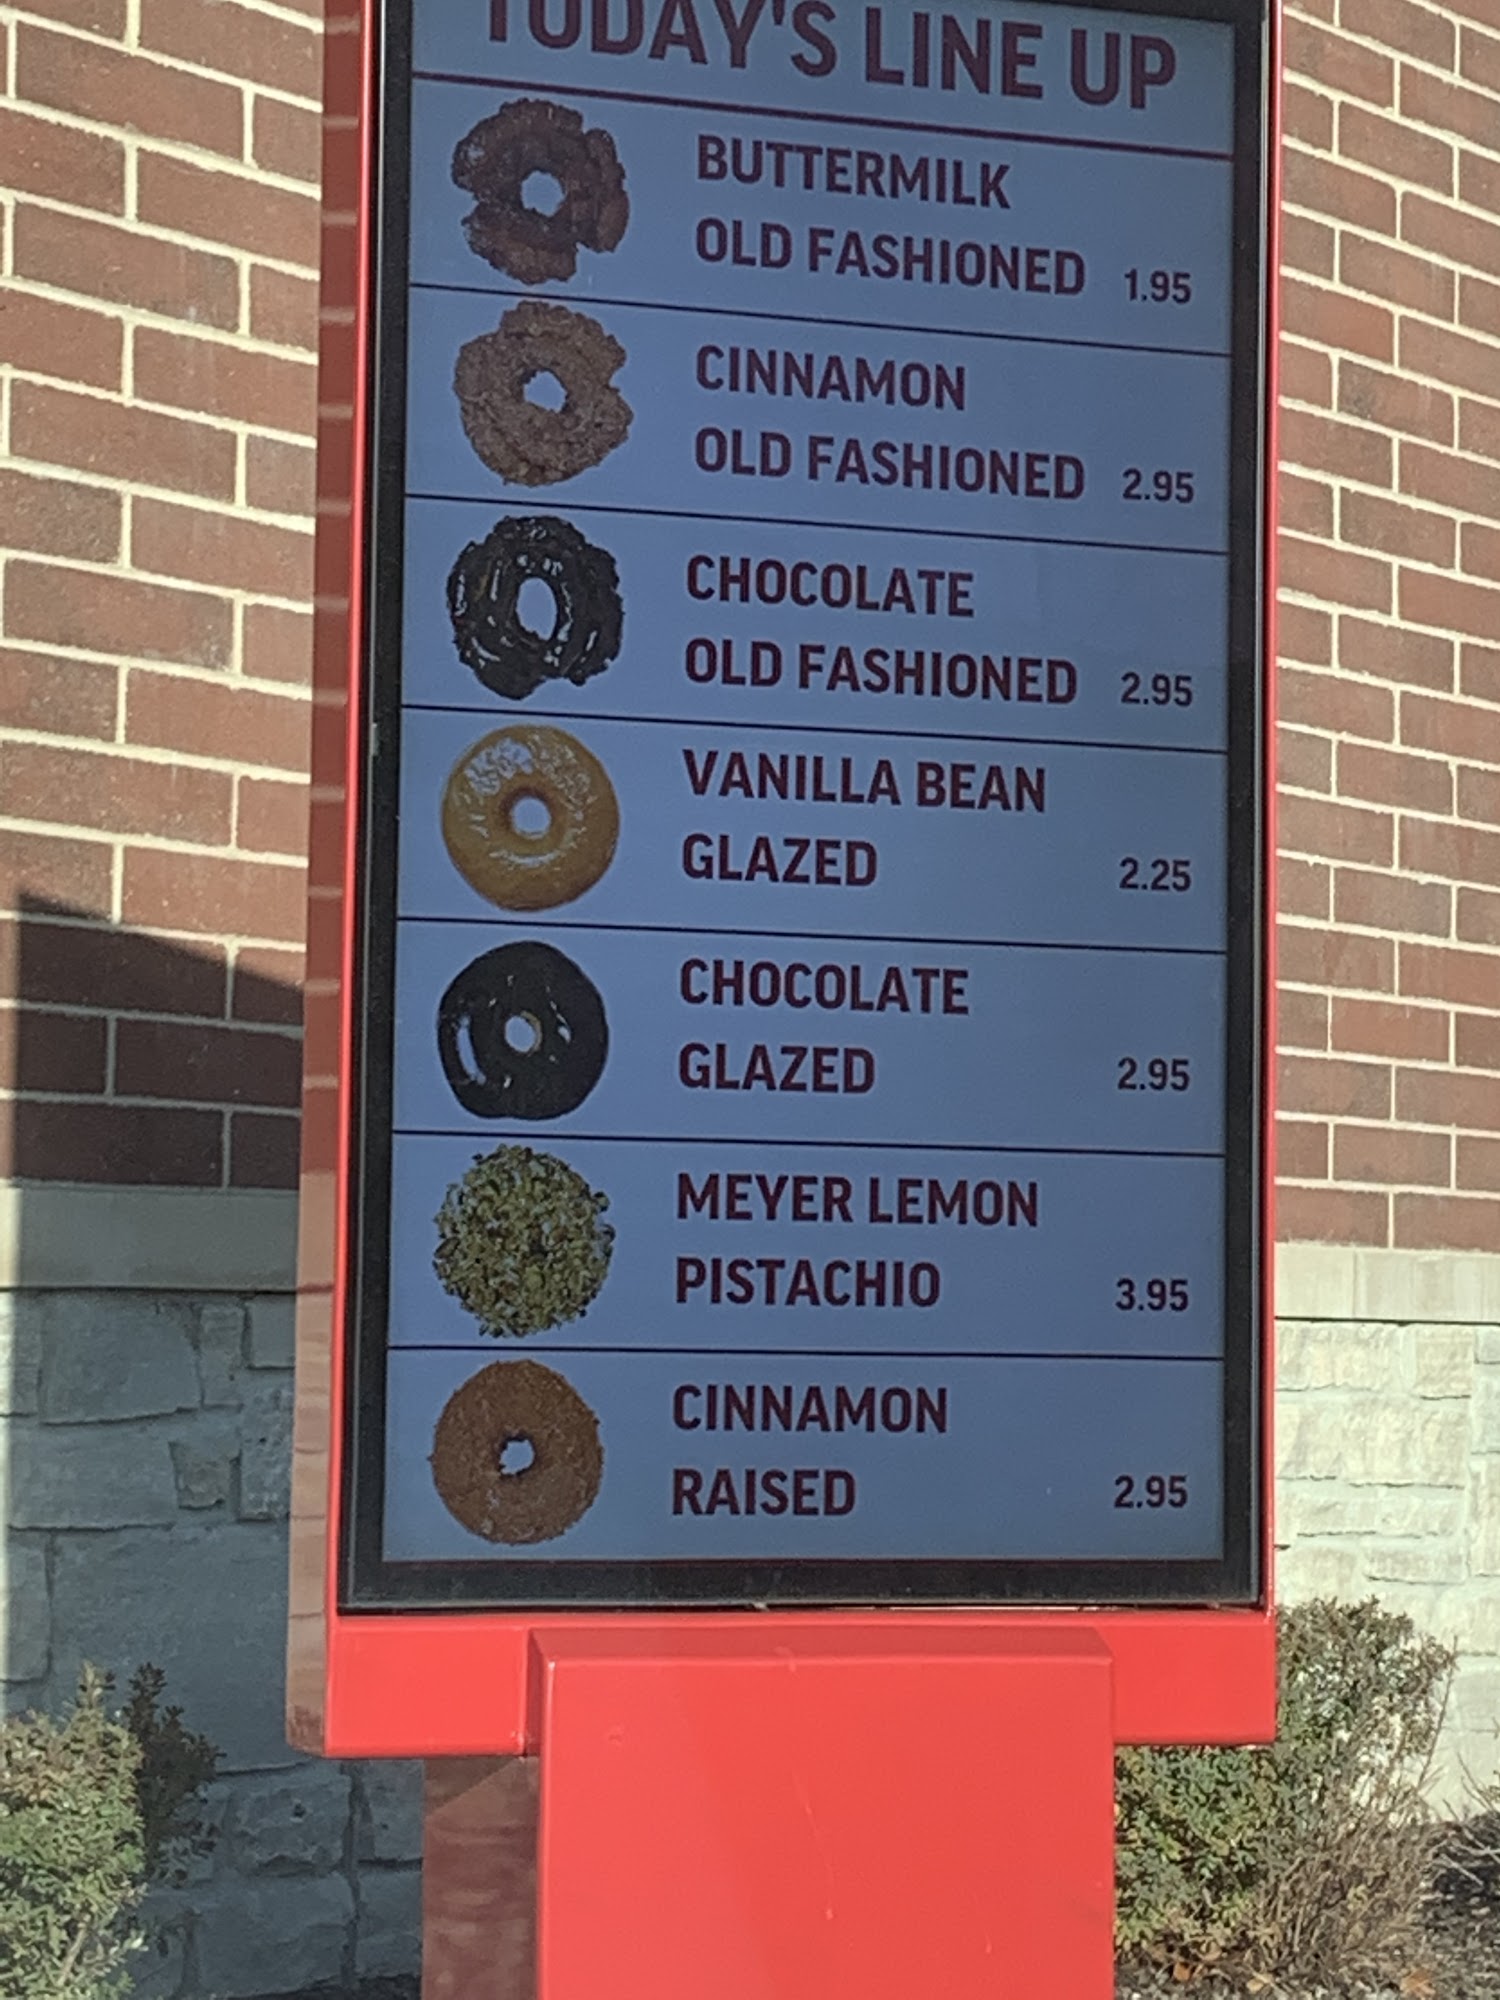 TODAY'S LINE UP
BUTTERMILK
OLD FASHIONED 1.95
CINNAMON
OLD FASHIONED 2.95
CHOCOLATE
OLD FASHIONED 2.95
VANILLA BEAN
GLAZED 2.25
CHOCOLATE
GLAZED 2.95
MEYER LEMON
PISTACHIO 3.95
CINNAMON
RAISED 2.95